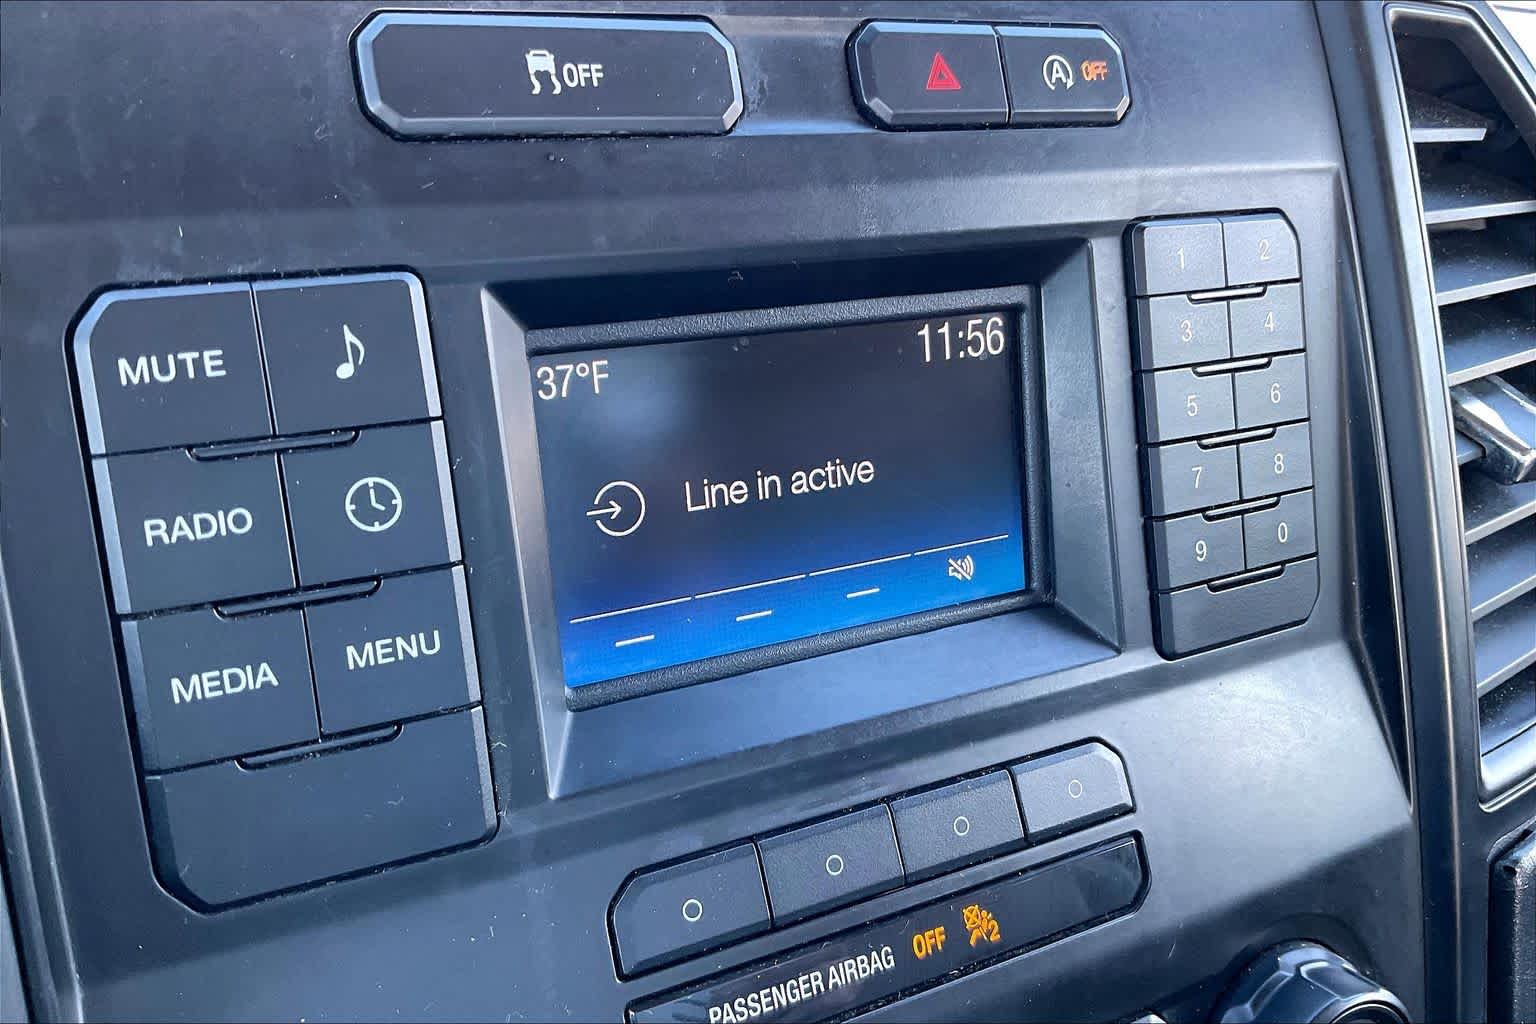 OFF
A OFF
MUTE
RADIO
MEDIA
MENU
37°F
11:56
Line in active
1 2
3 4
5 6
7 8
9 0
PASSENGER AIRBAG OFF 2